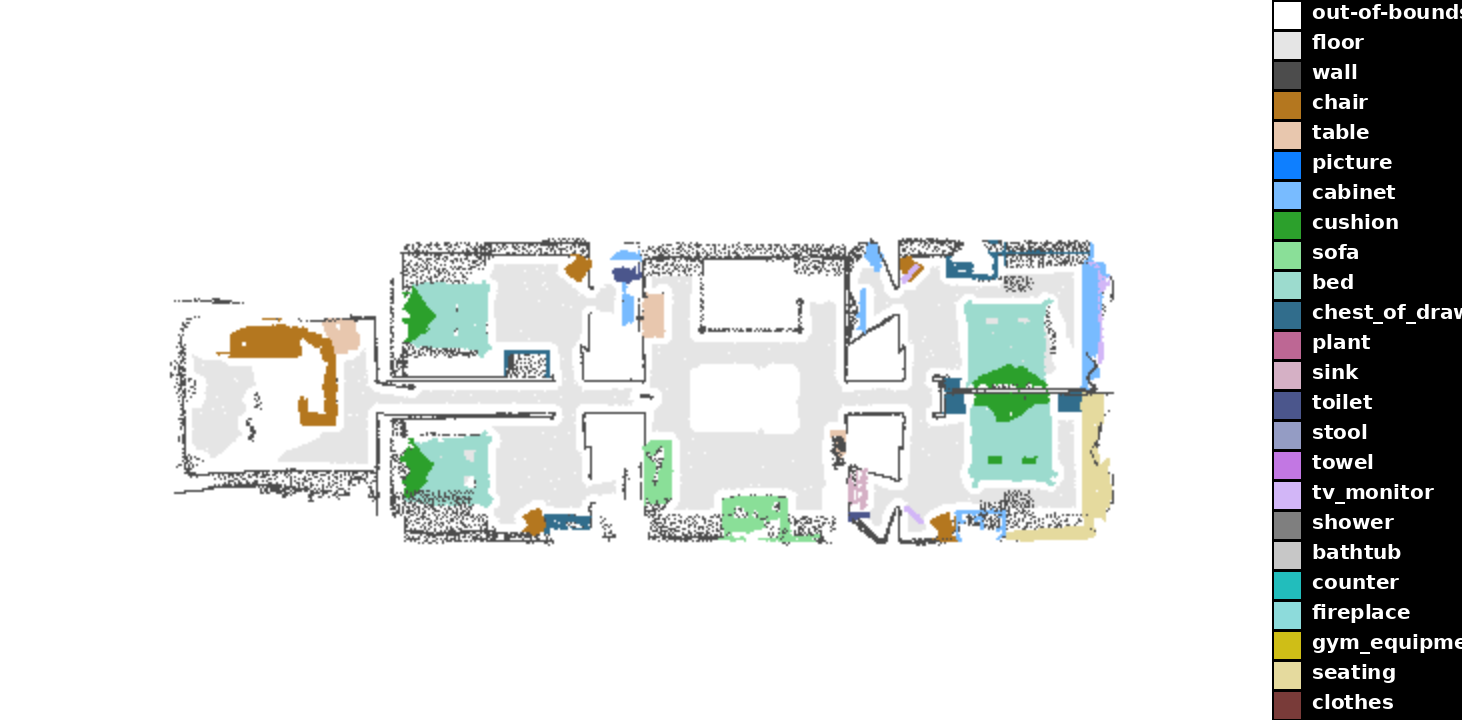 out-of-bounds
floor
wall
chair
table
picture
cabinet
cushion
sofa
bed
chest_of_draw
plant
sink
toilet
stool
towel
tv_monitor
shower
bathtub
counter
fireplace
gym_equipme
seating
clothes